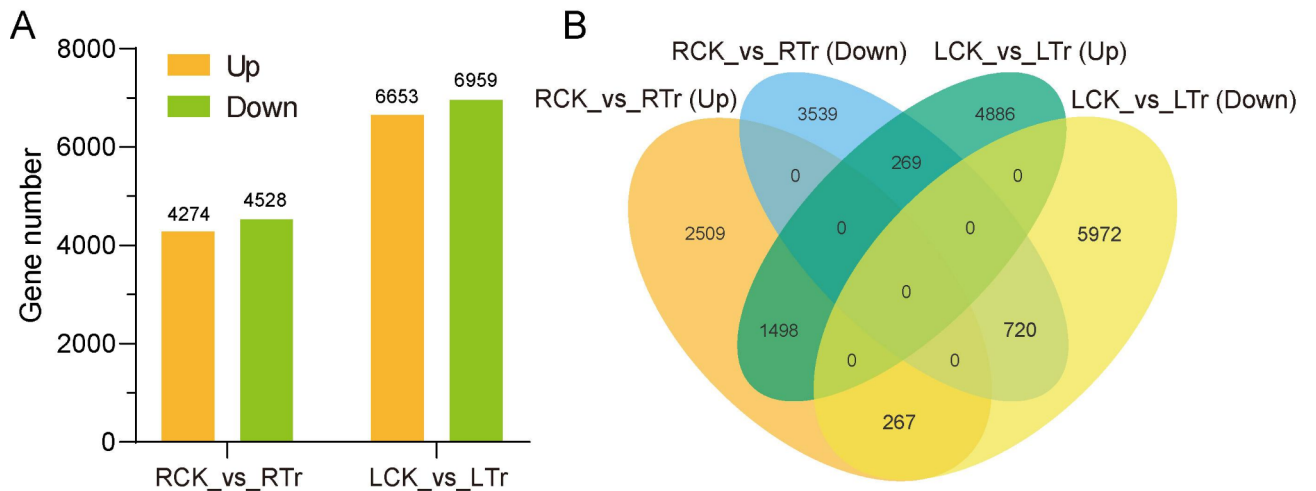 A
Gene number
8000
6000
4000
2000
0
Up
Down
4274
4528
6653
6959
RCK_vs_RTr
LCK_vs_LTr
B
RCK_vs_RTr (Down)
LCK_vs_LTr (Up)
RCK_vs_RTr (Up)
LCK_vs_LTr (Down)
3539
4886
269
0
0
2509
0
0
5972
0
1498
720
0
0
267